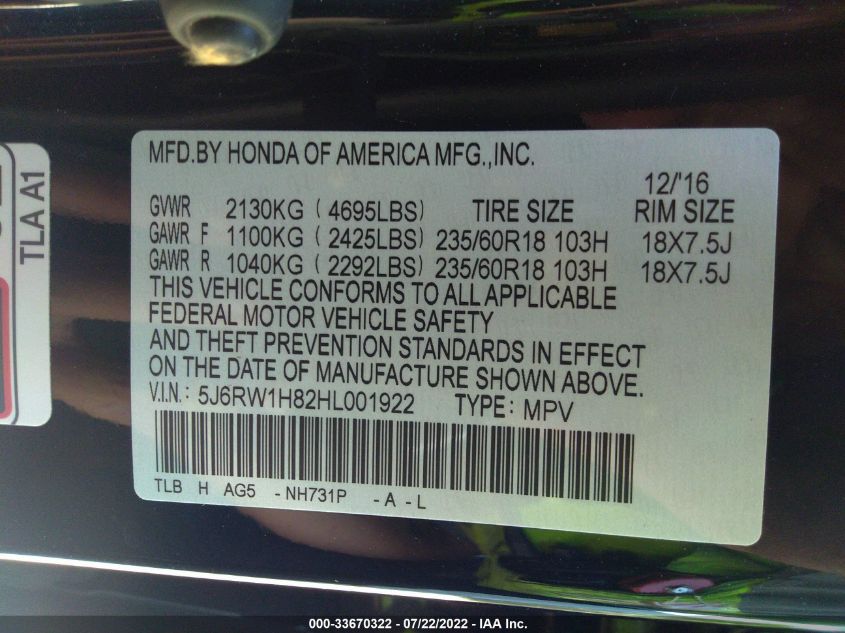 TLA A1
MFD.BY HONDA OF AMERICA MFG.,INC.
12/'16
GVWR 2130KG ( 4695LBS) TIRE SIZE RIM SIZE
GAWR F 1100KG ( 2425LBS) 235/60R18 103H 18X7.5J
GAWR R 1040KG ( 2292LBS) 235/60R18 103H 18X7.5J
THIS VEHICLE CONFORMS TO ALL APPLICABLE
FEDERAL MOTOR VEHICLE SAFETY
AND THEFT PREVENTION STANDARDS IN EFFECT
ON THE DATE OF MANUFACTURE SHOWN ABOVE.
V.I.N.: 5J6RW1H82HL001922 TYPE: MPV
TLB H AG5 -NH731P -A -L
000-33670322 / 07/22/2022 - IAA Inc.